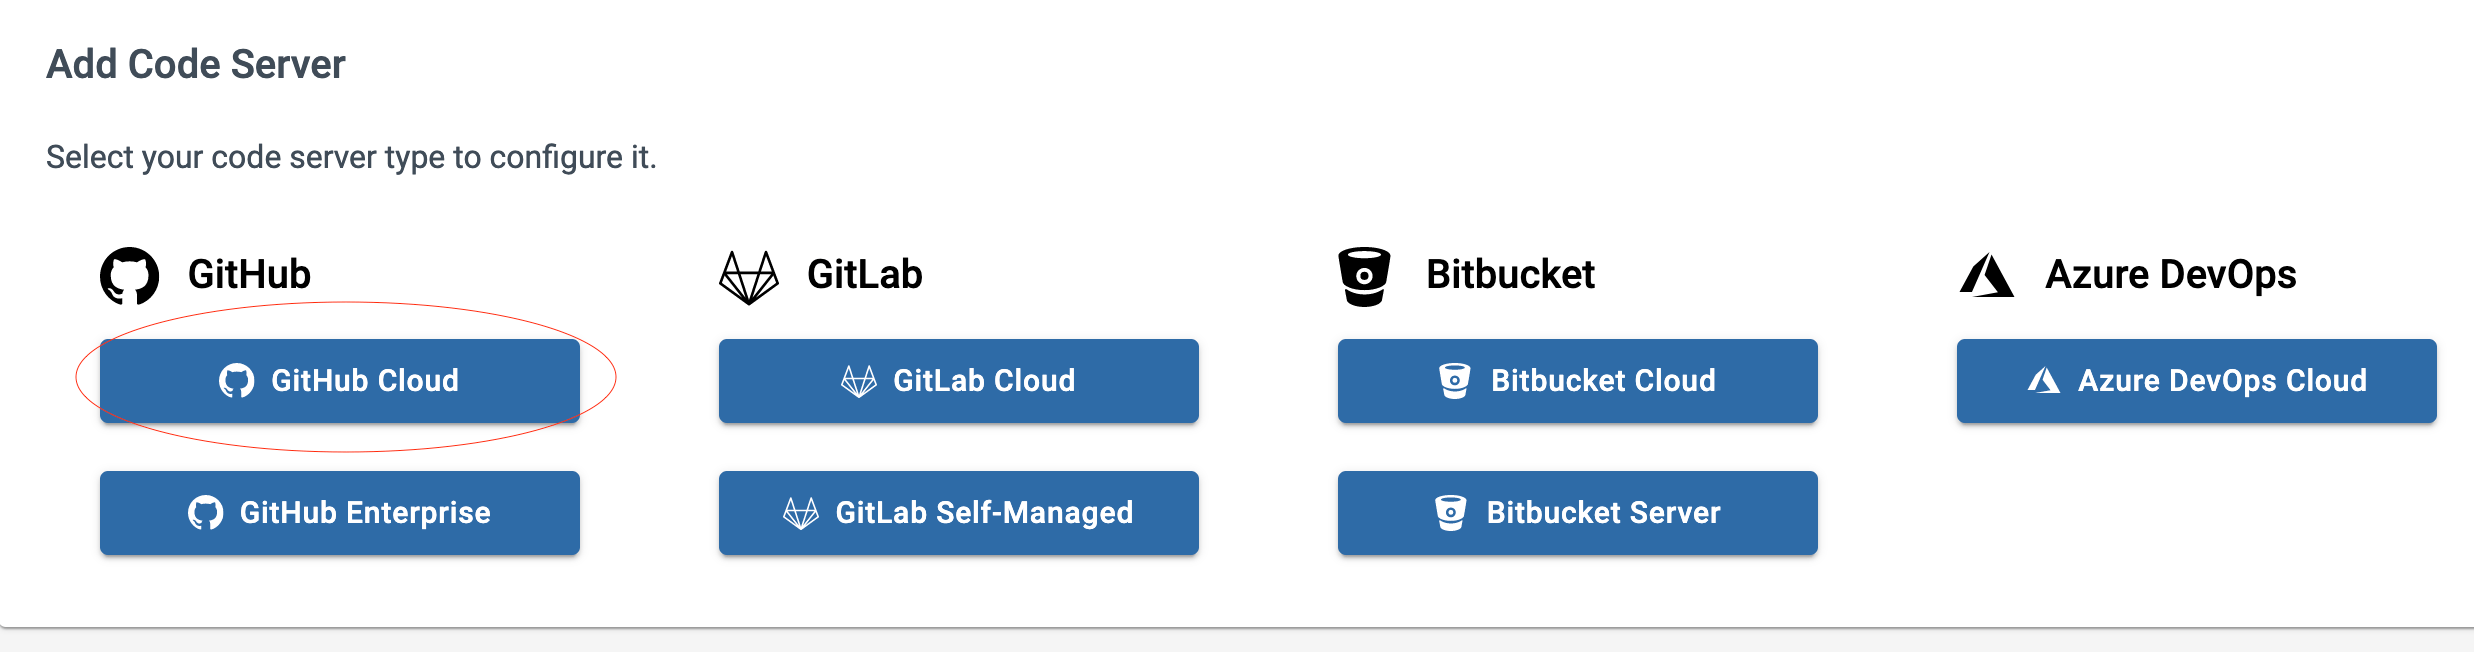 Add Code Server
Select your code server type to configure it.
GitHub
GitLab
Bitbucket
Azure DevOps
GitHub Cloud
GitLab Cloud
Bitbucket Cloud
Azure DevOps Cloud
GitHub Enterprise
GitLab Self-Managed
Bitbucket Server